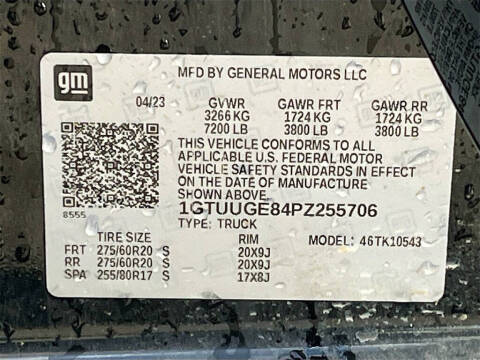 gm
MFD BY GENERAL MOTORS LLC
04/23 GVWR GAWR FRT GAWR RR
3266 KG 1724 KG 1724 KG
7200 LB 3800 LB 3800 LB
THIS VEHICLE CONFORMS TO ALL
APPLICABLE U.S. FEDERAL MOTOR
VEHICLE SAFETY STANDARDS IN EFFECT
ON THE DATE OF MANUFACTURE
SHOWN ABOVE.
8555 1GTUUGE84PZ255706
TYPE: TRUCK
TIRE SIZE RIM MODEL: 46TK10543
FRT 275/60R20 S 20X9J
RR 275/60R20 S 20X9J
SPA 255/80R17 S 17X8J